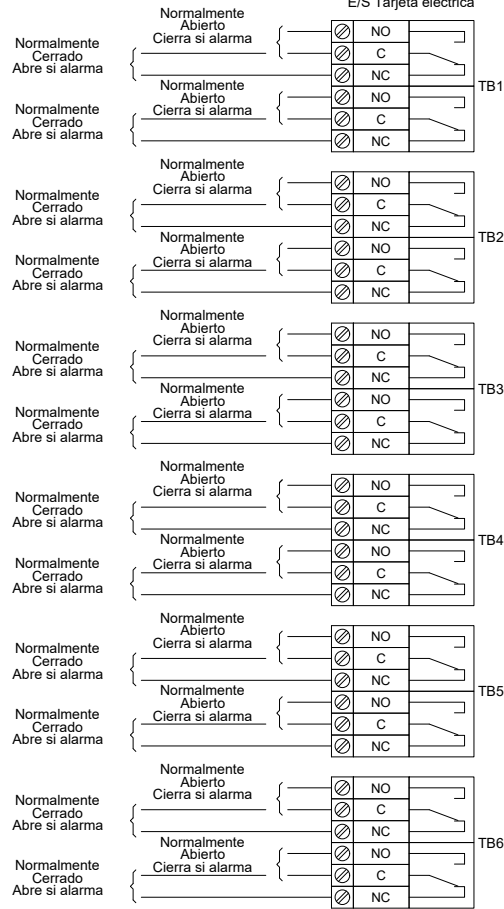 E/S Tarjeta eléctrica
Normalmente
Abierto
Cierra si alarma
Normalmente
Cerrado
Abre si alarma
NO
C
NC
Normalmente
Abierto
Cierra si alarma
Normalmente
Cerrado
Abre si alarma
NO
C
NC
TB1
Normalmente
Abierto
Cierra si alarma
Normalmente
Cerrado
Abre si alarma
NO
C
NC
Normalmente
Abierto
Cierra si alarma
Normalmente
Cerrado
Abre si alarma
NO
C
NC
TB2
Normalmente
Abierto
Cierra si alarma
Normalmente
Cerrado
Abre si alarma
NO
C
NC
Normalmente
Abierto
Cierra si alarma
Normalmente
Cerrado
Abre si alarma
NO
C
NC
TB3
Normalmente
Abierto
Cierra si alarma
Normalmente
Cerrado
Abre si alarma
NO
C
NC
Normalmente
Abierto
Cierra si alarma
Normalmente
Cerrado
Abre si alarma
NO
C
NC
TB4
Normalmente
Abierto
Cierra si alarma
Normalmente
Cerrado
Abre si alarma
NO
C
NC
Normalmente
Abierto
Cierra si alarma
Normalmente
Cerrado
Abre si alarma
NO
C
NC
TB5
Normalmente
Abierto
Cierra si alarma
Normalmente
Cerrado
Abre si alarma
NO
C
NC
Normalmente
Abierto
Cierra si alarma
Normalmente
Cerrado
Abre si alarma
NO
C
NC
TB6